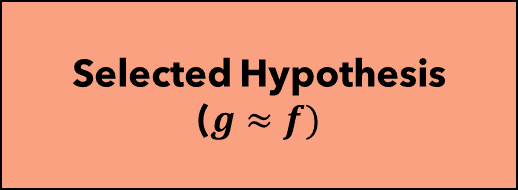 Selected Hypothesis
(g ≈ f)